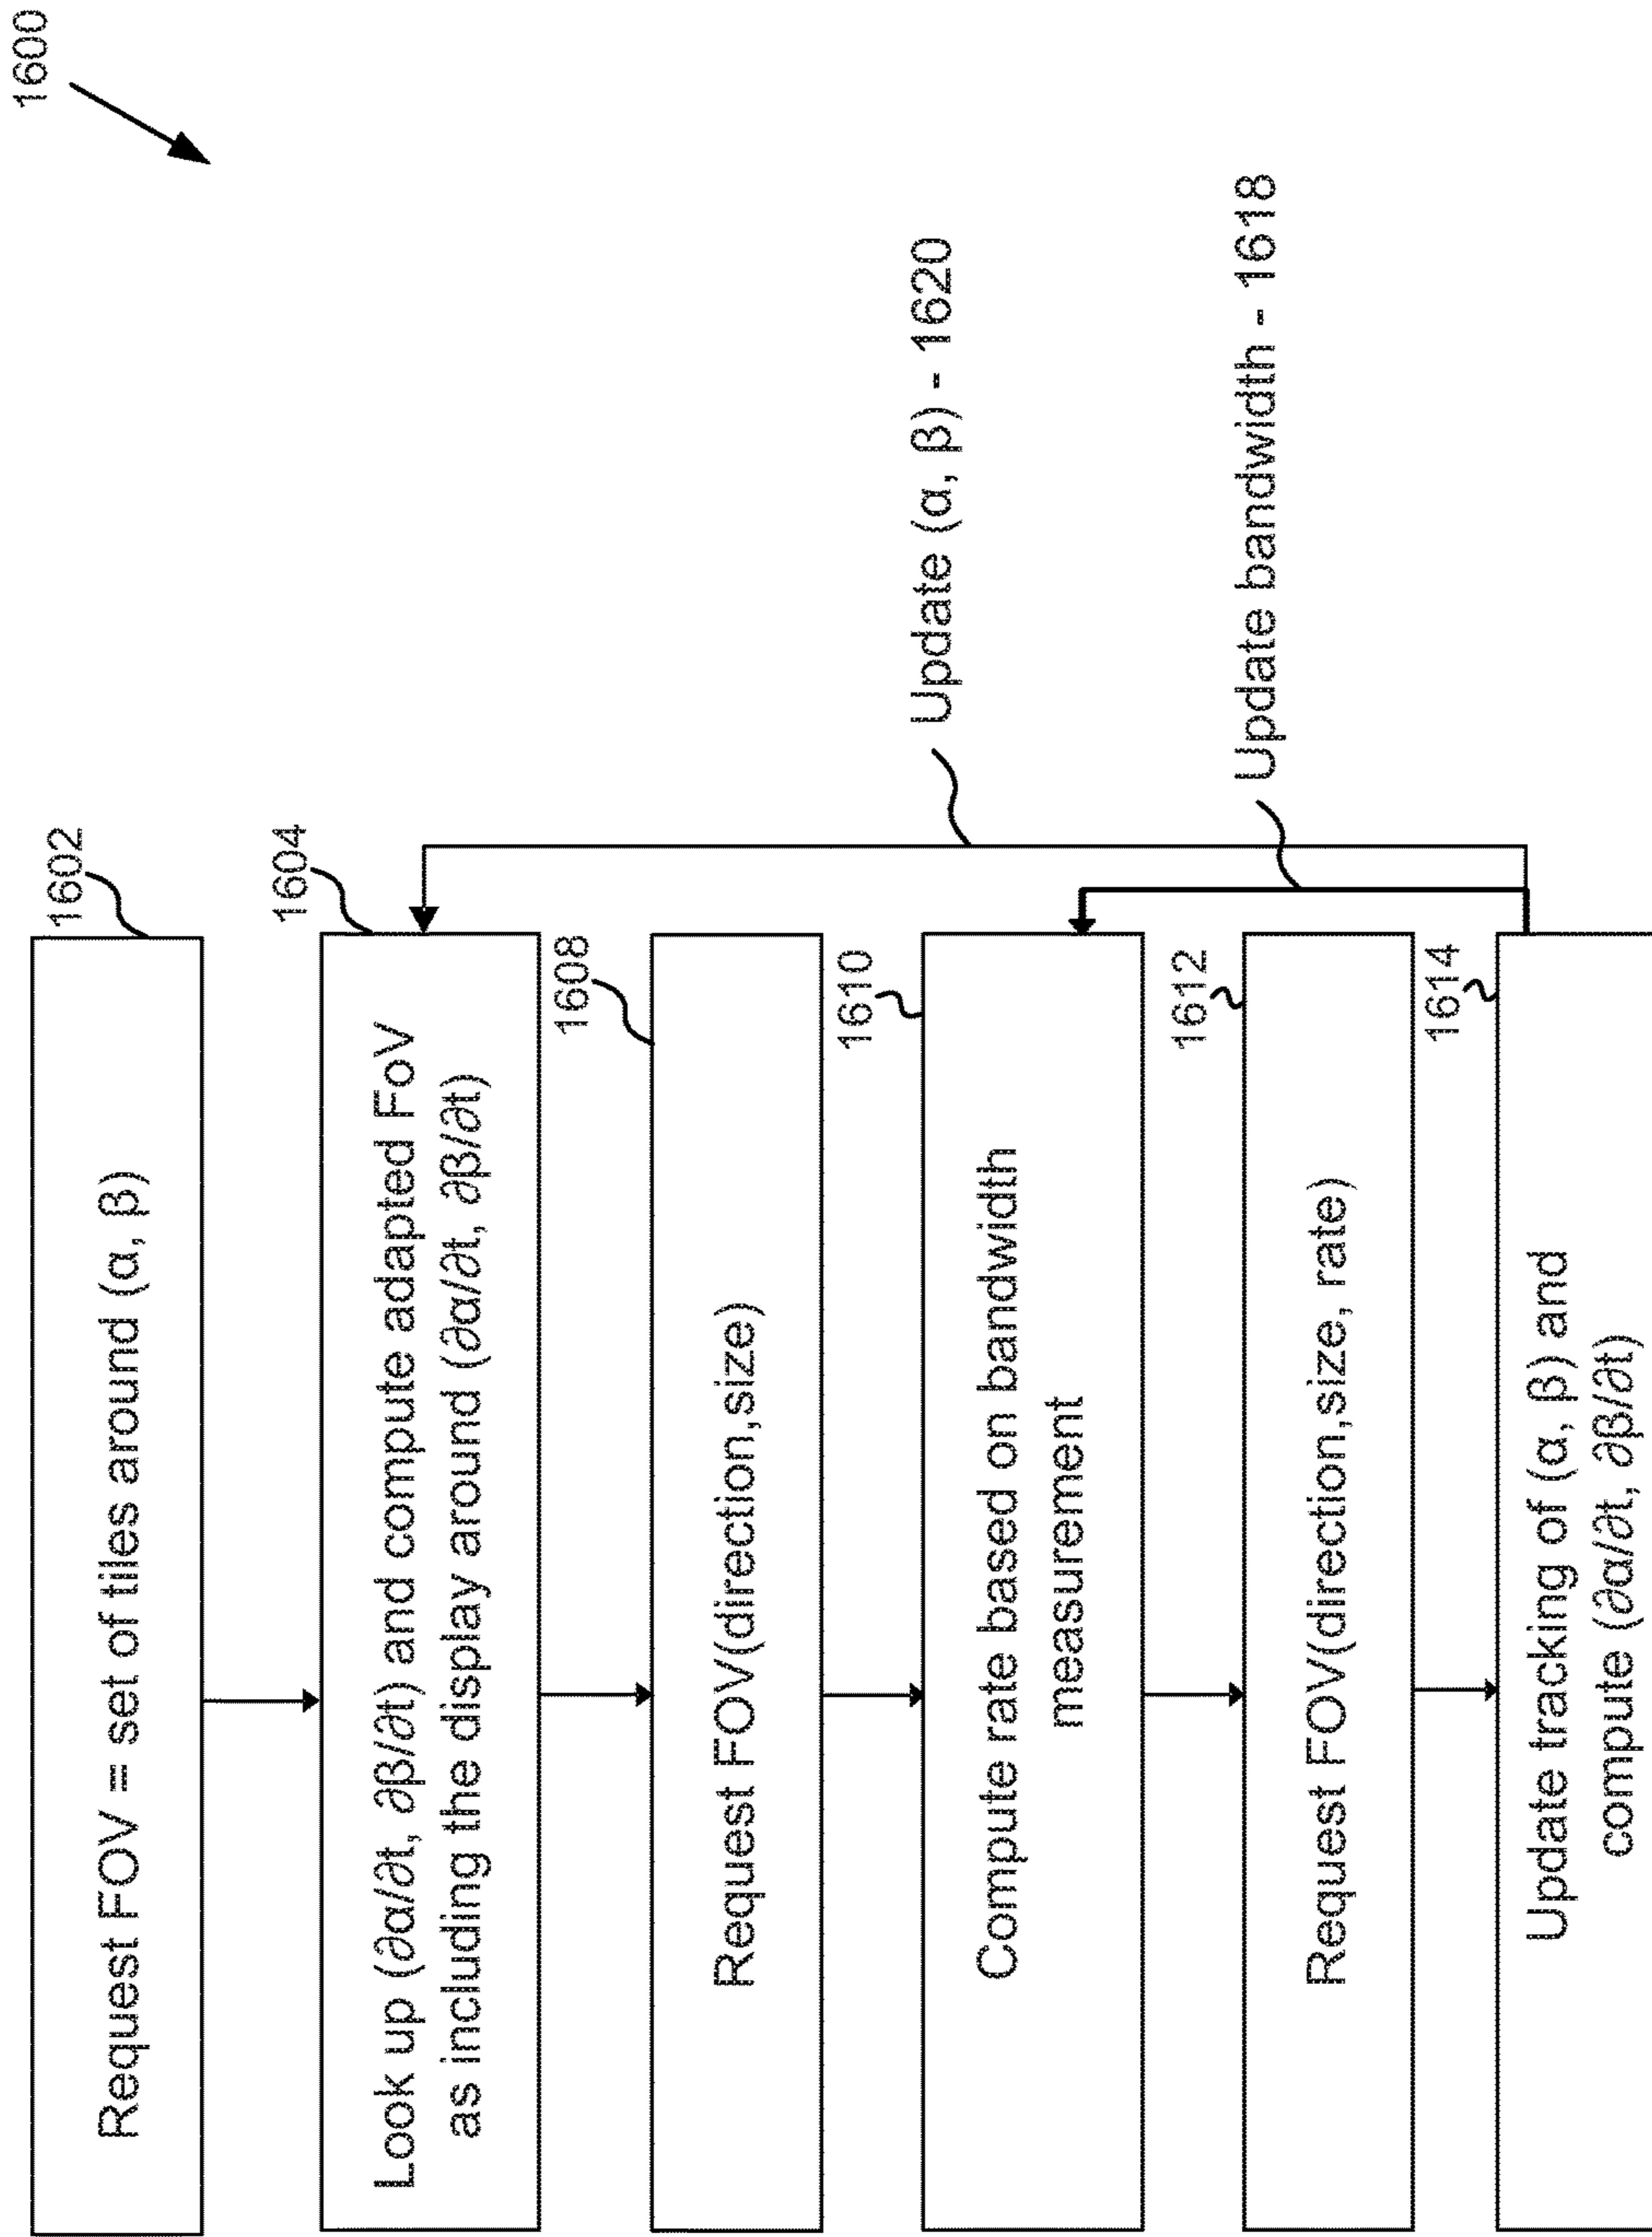 1600
1602
Request FOV = set of tiles around (α, β)
1604
Look up (∂α/∂t, ∂β/∂t) and compute adapted FoV
as including the display around (∂α/∂t, ∂β/∂t)
1608
Request FOV(direction,size)
1610
Compute rate based on bandwidth
measurement
1612
Request FOV(direction,size, rate)
1614
Update tracking of (α, β) and
compute (∂α/∂t, ∂β/∂t)
Update (α, β) - 1620
Update bandwidth - 1618